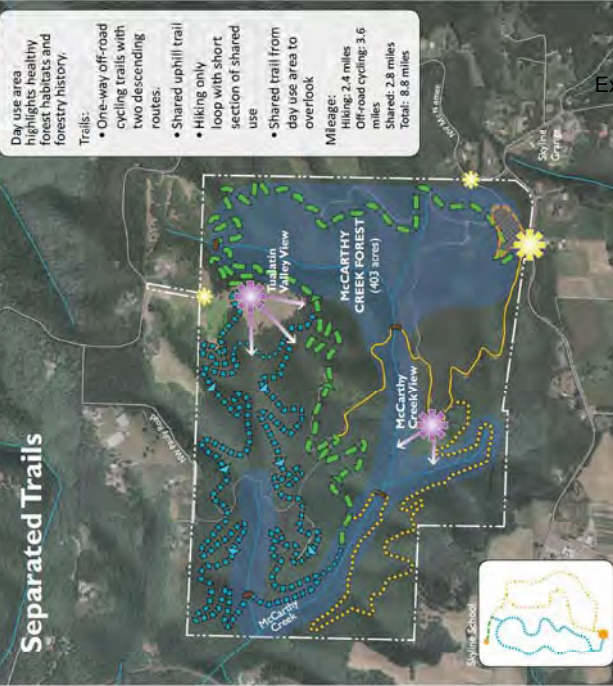 Separated Trails
Day use area
highlights healthy
forest habitats and
forestry history.
Trails:
• One-way off-road
cycling trails with
two descending
routes.
• Shared uphill trail
• Hiking only
loop with short
section of shared
use
• Shared trail from
day use area to
overlook
Mileage:
Hiking: 2.4 miles
Off-road cycling: 3.6
miles
Shared: 2.8 miles
Total: 8.8 miles
Ex
Tualatin
Valley View
McCARTHY
CREEK FOREST
(403 acres)
McCarthy
Creek View
McCarthy
Creek
Skyline
Grange
Skyline School